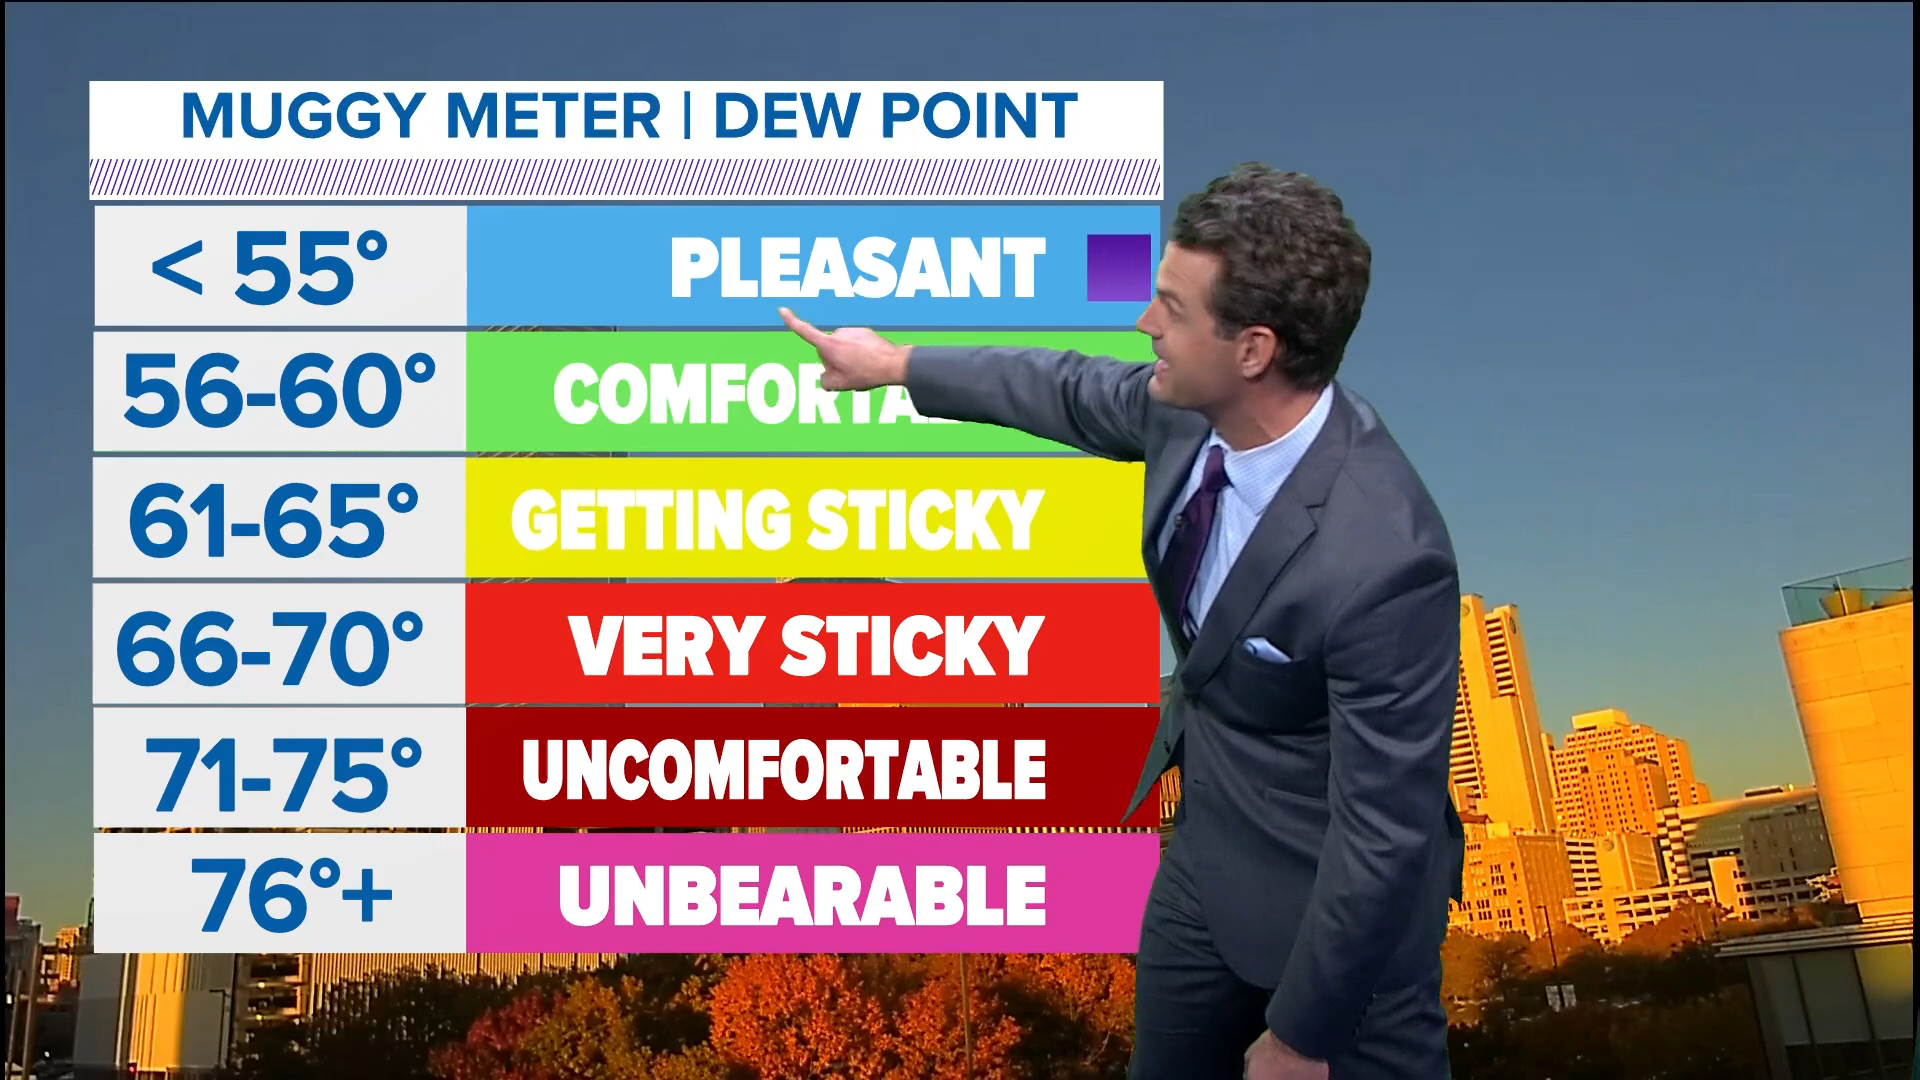 MUGGY METER | DEW POINT
< 55° PLEASANT
56-60°
61-65° GETTING STICKY
66-70° VERY STICKY
71-75° UNCOMFORTABLE
76°+ UNBEARABLE